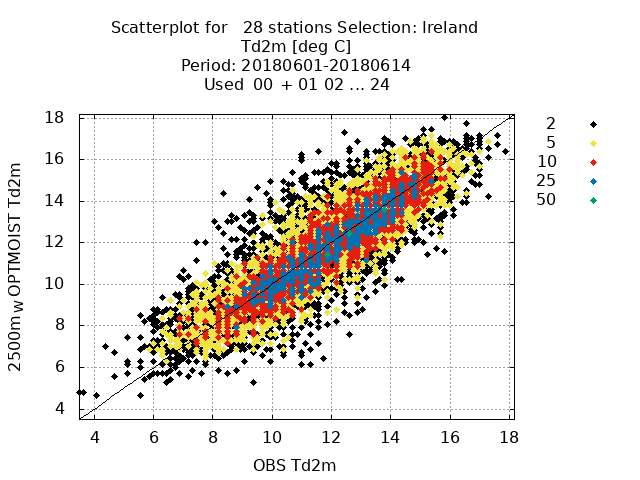 Scatterplot for   28 stations Selection: Ireland
Td2m [deg C]
Period: 20180601-20180614
Used  00 + 01 02 ... 24
2
5
10
25
50
18
16
14
12
10
8
6
4
2500mw OPTMOIST Td2m
4 6 8 10 12 14 16 18
OBS Td2m